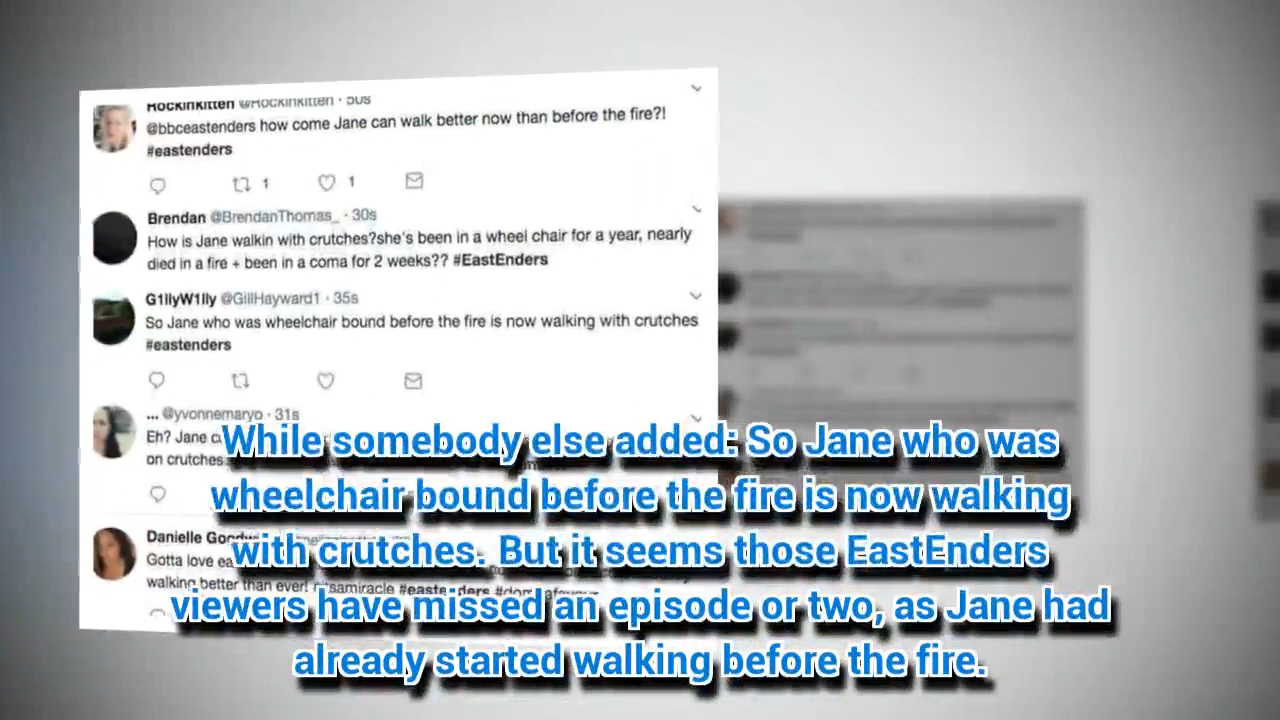 RockinKitten @RockinKitten · 50s
@bbceastenders how come Jane can walk better now than before the fire?!
#eastenders
1 1
Brendan @BrendanThomas_ · 30s
How is Jane walkin with crutches?she's been in a wheel chair for a year, nearly
died in a fire + been in a coma for 2 weeks?? #EastEnders
G1llyW1lly @GillHayward1 · 35s
So Jane who was wheelchair bound before the fire is now walking with crutches
#eastenders
... @yvonnemaryo · 31s
Eh? Jane
on crutches
Danielle
Gotta love
walking better than ever! #eastenders
While somebody else added: So Jane who was
wheelchair bound before the fire is now walking
with crutches. But it seems those EastEnders
viewers have missed an episode or two, as Jane had
already started walking before the fire.